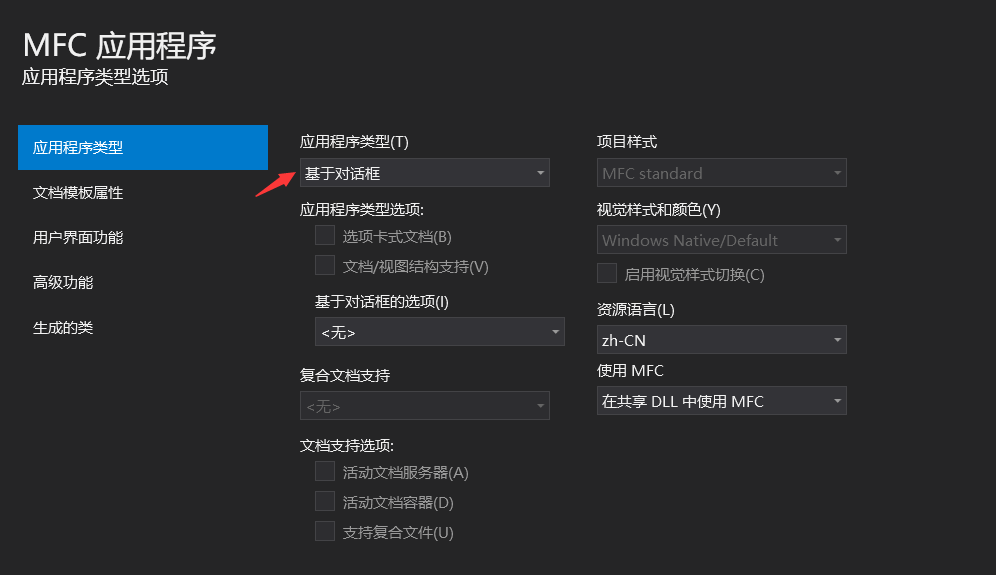 MFC 应用程序
应用程序类型选项
应用程序类型
文档模板属性
用户界面功能
高级功能
生成的类
应用程序类型(T)
基于对话框
应用程序类型选项:
选项卡式文档(B)
文档/视图结构支持(V)
基于对话框的选项(I)
<无>
复合文档支持
<无>
文档支持选项:
活动文档服务器(A)
活动文档容器(D)
支持复合文件(U)
项目样式
MFC standard
视觉样式和颜色(Y)
Windows Native/Default
启用视觉样式切换(C)
资源语言(L)
zh-CN
使用 MFC
在共享 DLL 中使用 MFC